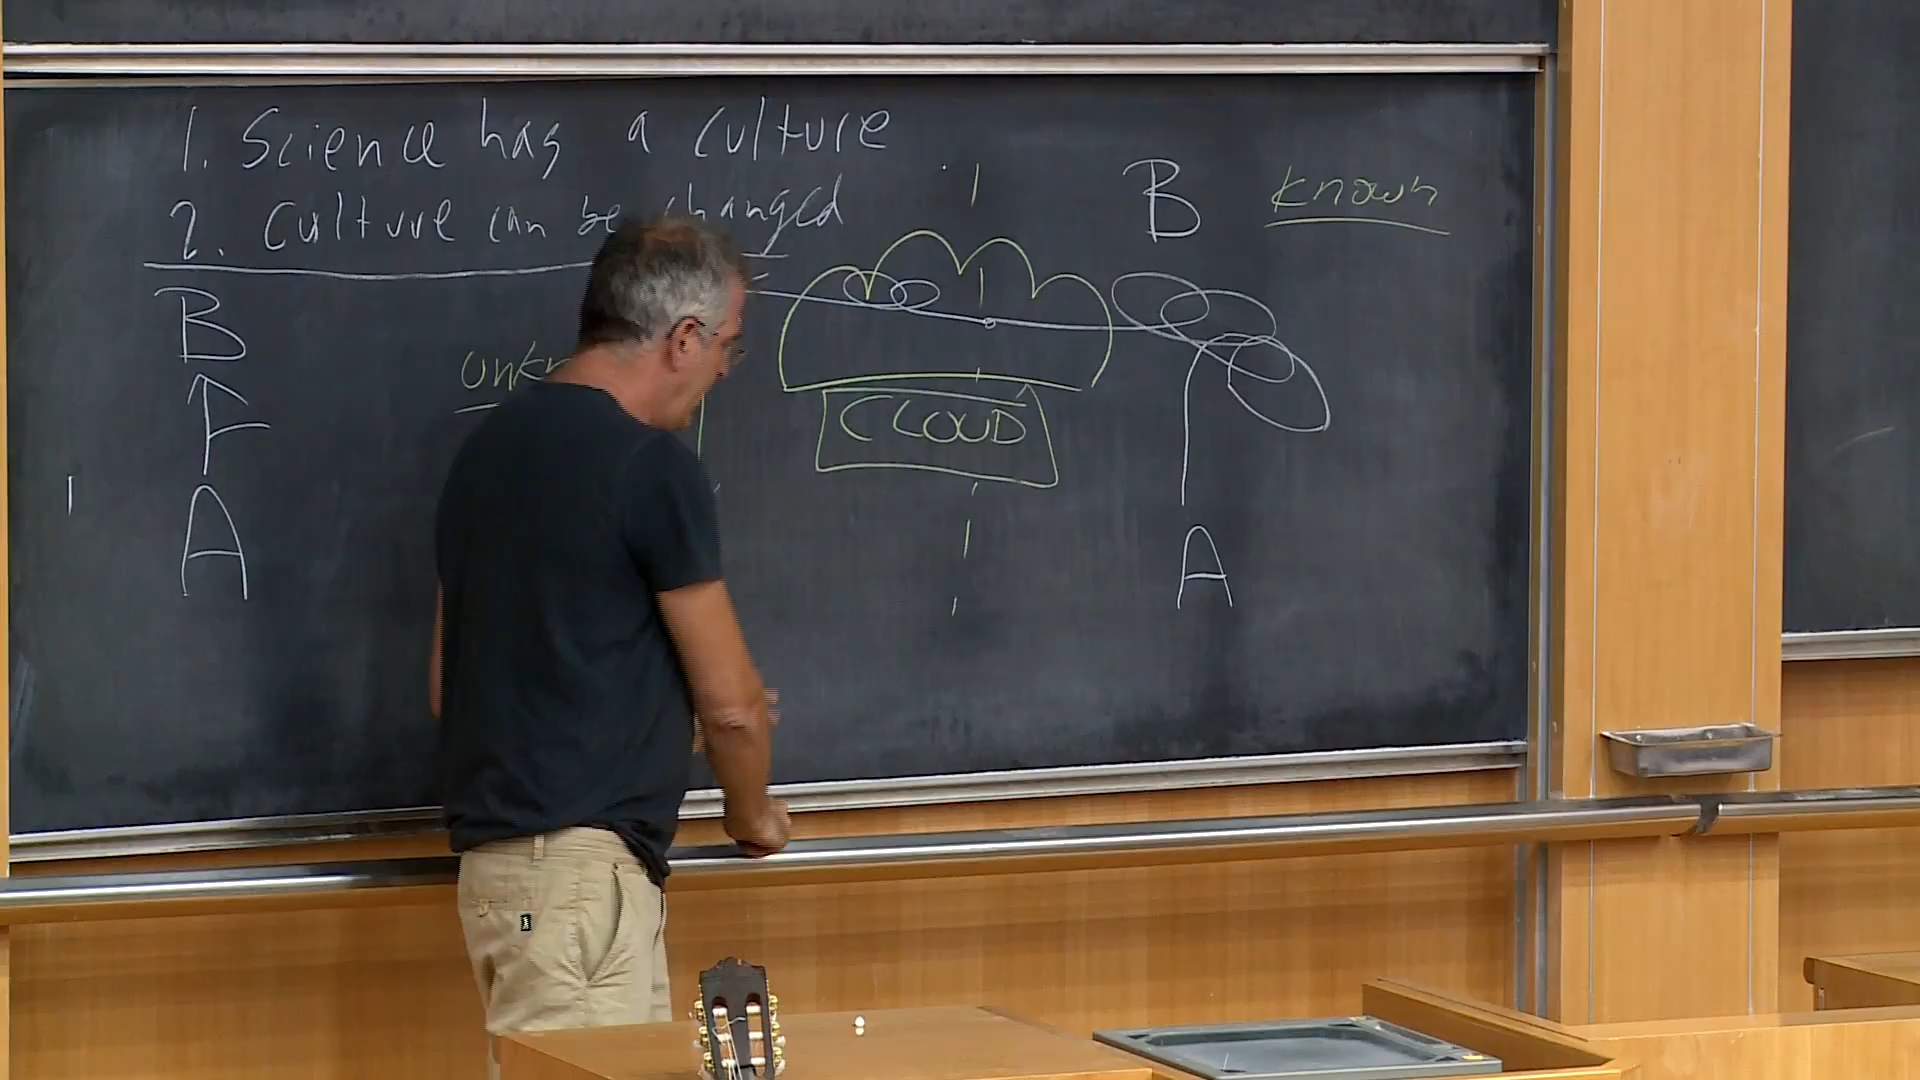 1. Science has a culture
2. Culture can be changed
B known
B
CLOUD
A
A